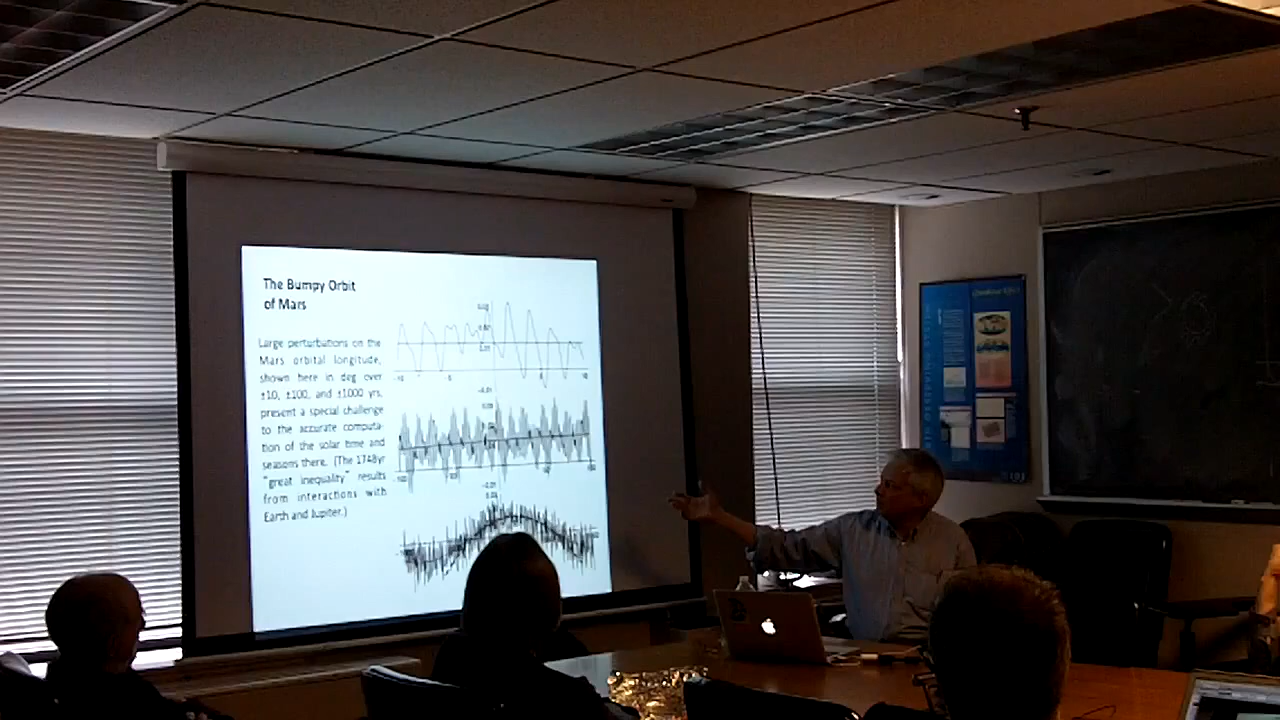 The Bumpy Orbit
of Mars
Large perturbations on the
Mars orbital longitude,
shown here in deg over
±10, ±100, and ±1000 yrs,
present a special challenge
to the accurate computa-
tion of the solar time and
seasons there. (The 1748yr
"great inequality" results
from interactions with
Earth and Jupiter.)